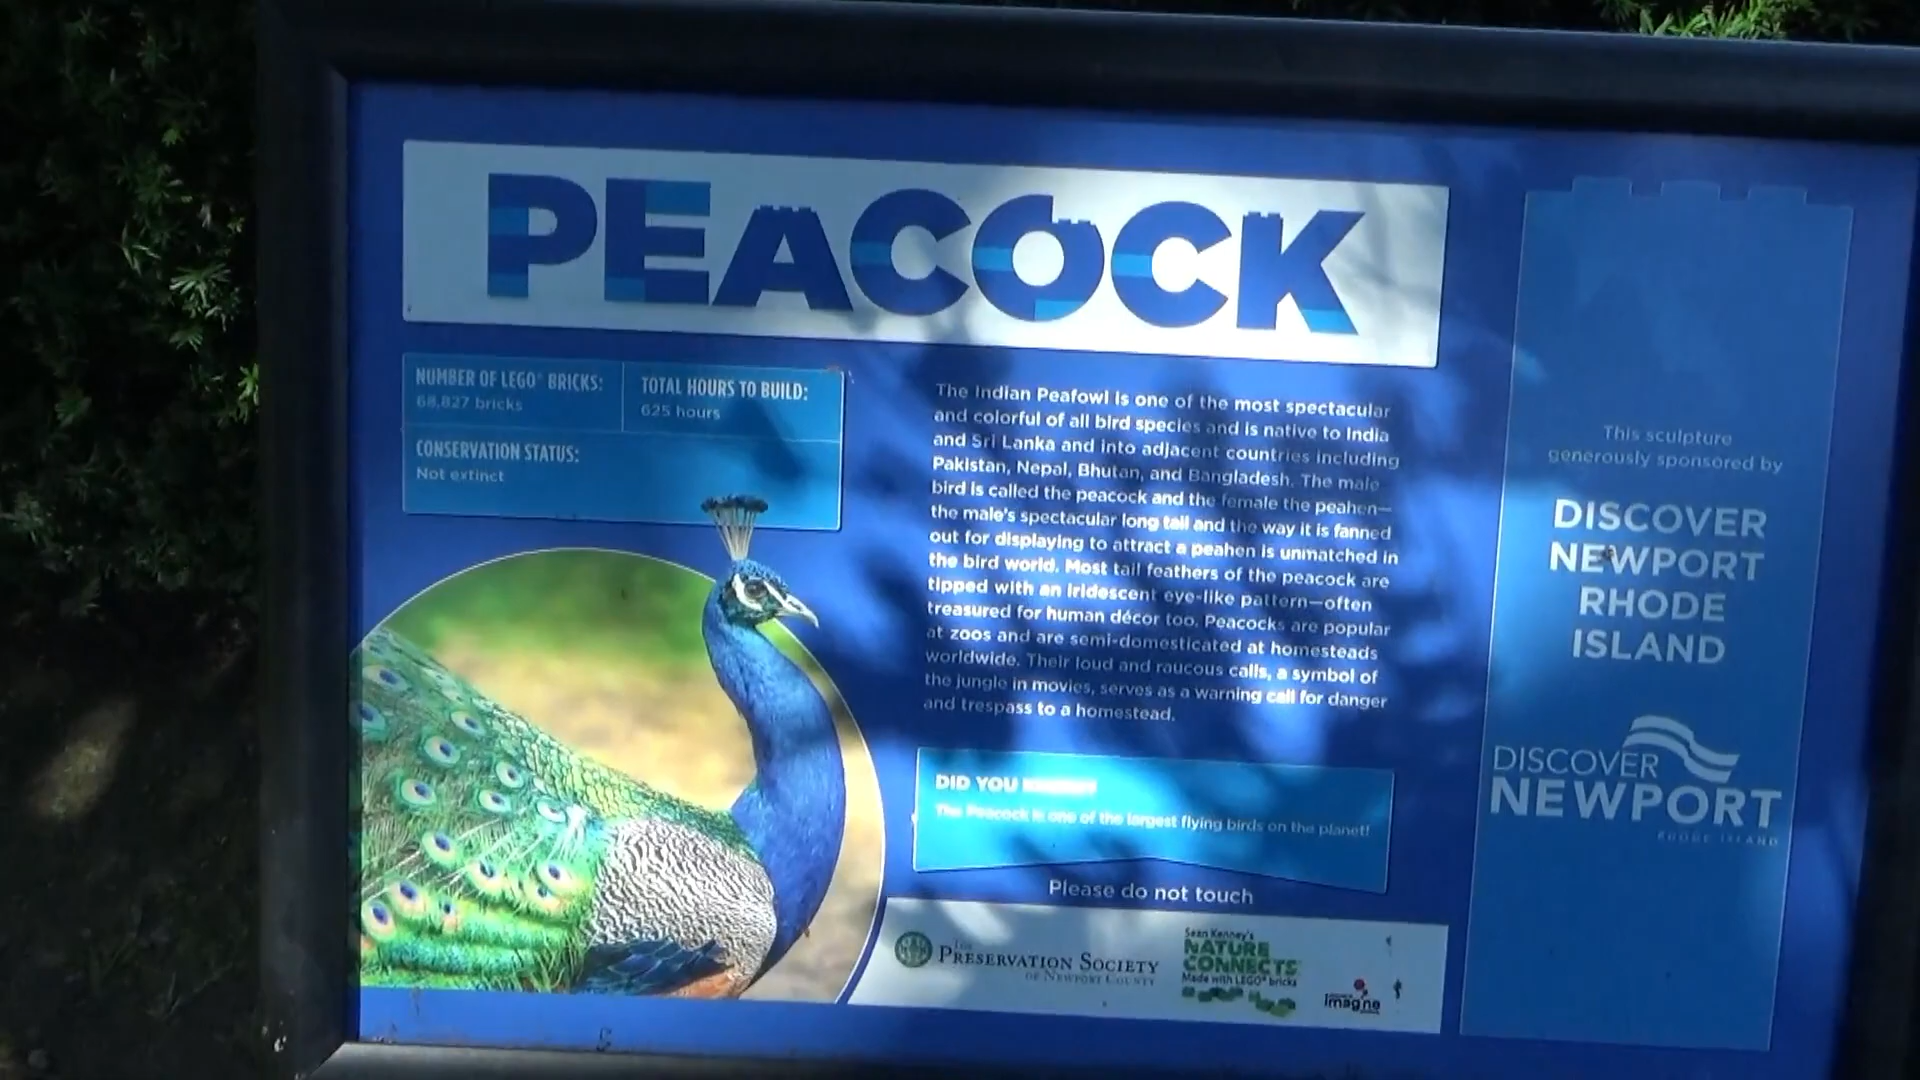 PEACOCK
NUMBER OF LEGO® BRICKS:
68,827 bricks
TOTAL HOURS TO BUILD:
625 hours
CONSERVATION STATUS:
Not extinct
The Indian Peafowl is one of the most spectacular
and colorful of all bird species and is native to India
and Sri Lanka and into adjacent countries including
Pakistan, Nepal, Bhutan, and Bangladesh. The male
bird is called the peacock and the female the peahen—
the male's spectacular long tail and the way it is fanned
out for displaying to attract a peahen is unmatched in
the bird world. Most tail feathers of the peacock are
tipped with an iridescent eye-like pattern—often
treasured for human décor too. Peacocks are popular
at zoos and are semi-domesticated at homesteads
worldwide. Their loud and raucous calls, a symbol of
the jungle in movies, serves as a warning call for danger
and trespass to a homestead.
DID YOU KNOW?
The Peacock is one of the largest flying birds on the planet!
Please do not touch
THE
PRESERVATION SOCIETY
OF NEWPORT COUNTY
Sean Kenney's
NATURE
CONNECTS
Made with LEGO® bricks
imagine
This sculpture
generously sponsored by
DISCOVER
NEWPORT
RHODE
ISLAND
DISCOVER
NEWPORT
RHODE ISLAND